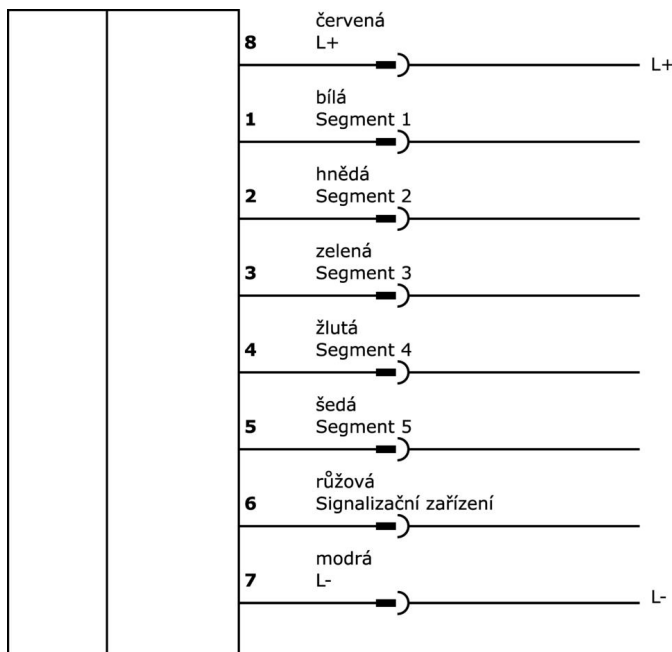 červená
8 L+
L+
bílá
1 Segment 1
hnědá
2 Segment 2
zelená
3 Segment 3
žlutá
4 Segment 4
šedá
5 Segment 5
růžová
6 Signalizační zařízení
modrá
7 L-
L-